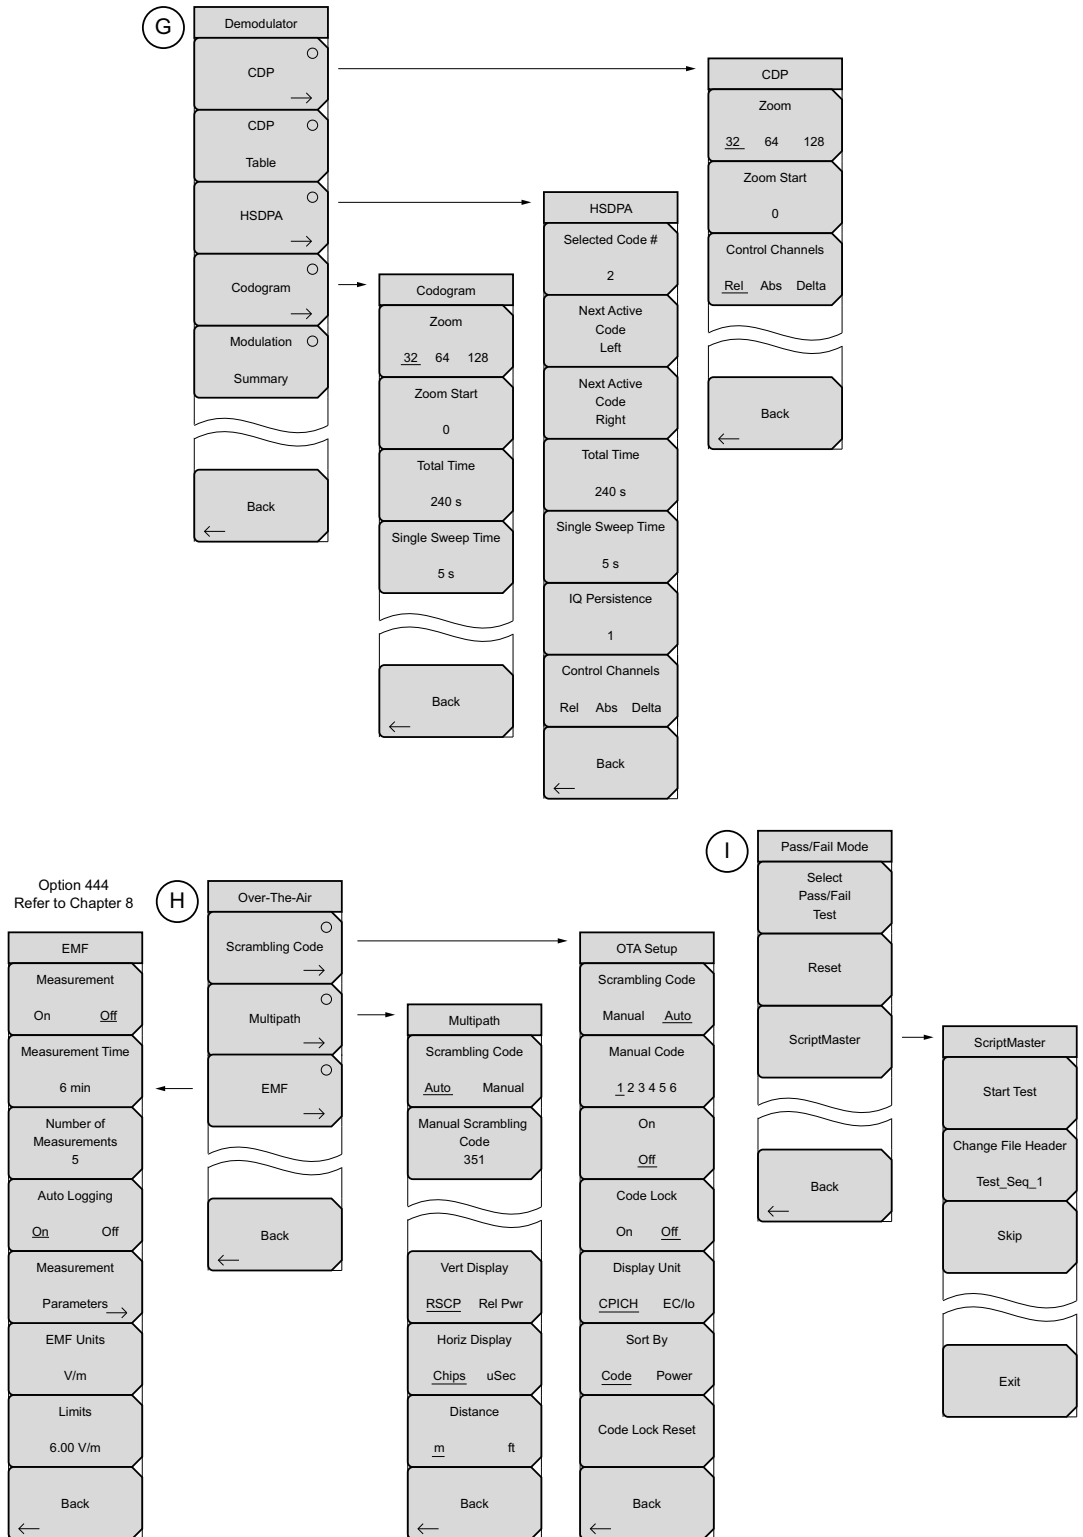 G
Demodulator
CDP
CDP
Table
HSDPA
Codogram
Modulation
Summary
Back
Codogram
Zoom
32 64 128
Zoom Start
0
Total Time
240 s
Single Sweep Time
5 s
Back
HSDPA
Selected Code #
2
Next Active
Code
Left
Next Active
Code
Right
Total Time
240 s
Single Sweep Time
5 s
IQ Persistence
1
Control Channels
Rel Abs Delta
Back
CDP
Zoom
32 64 128
Zoom Start
0
Control Channels
Rel Abs Delta
Back
Option 444
Refer to Chapter 8
EMF
Measurement
On Off
Measurement Time
6 min
Number of
Measurements
5
Auto Logging
On Off
Measurement
Parameters
EMF Units
V/m
Limits
6.00 V/m
Back
H
Over-The-Air
Scrambling Code
Multipath
EMF
Back
Multipath
Scrambling Code
Auto Manual
Manual Scrambling
Code
351
Vert Display
RSCP Rel Pwr
Horiz Display
Chips uSec
Distance
m ft
Back
OTA Setup
Scrambling Code
Manual Auto
Manual Code
1 2 3 4 5 6
On
Off
Code Lock
On Off
Display Unit
CPICH EC/Io
Sort By
Code Power
Code Lock Reset
Back
I
Pass/Fail Mode
Select
Pass/Fail
Test
Reset
ScriptMaster
Back
ScriptMaster
Start Test
Change File Header
Test_Seq_1
Skip
Exit